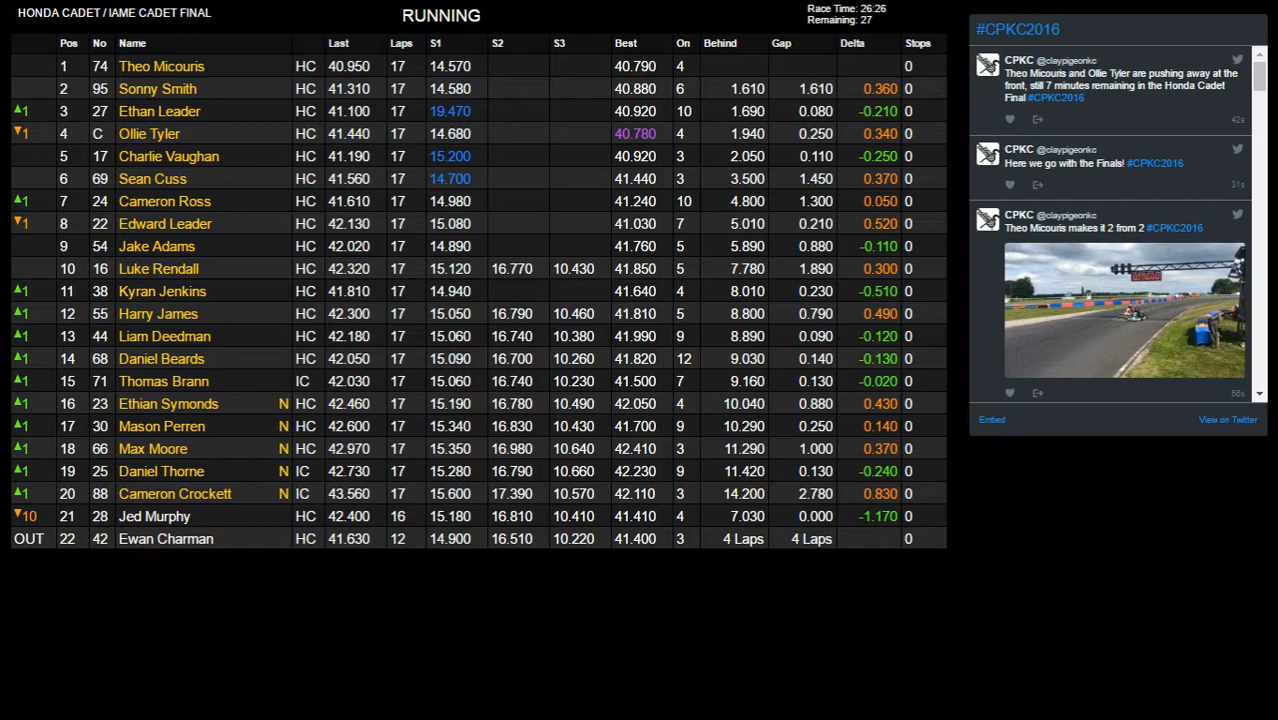 HONDA CADET / IAME CADET FINAL
RUNNING
Race Time: 26:26
Remaining: 27
Pos No Name Last Laps S1 S2 S3 Best On Behind Gap Delta Stops
1 74 Theo Micouris HC 40.950 17 14.570 40.790 4 0
2 95 Sonny Smith HC 41.310 17 14.580 40.880 6 1.610 1.610 0.360 0
1 3 27 Ethan Leader HC 41.100 17 19.470 40.920 10 1.690 0.080 -0.210 0
1 4 C Ollie Tyler HC 41.440 17 14.680 40.780 4 1.940 0.250 0.340 0
5 17 Charlie Vaughan HC 41.190 17 15.200 40.920 3 2.050 0.110 -0.250 0
6 69 Sean Cuss HC 41.560 17 14.700 41.440 3 3.500 1.450 0.370 0
1 7 24 Cameron Ross HC 41.610 17 14.980 41.240 10 4.800 1.300 0.050 0
1 8 22 Edward Leader HC 42.130 17 15.080 41.030 7 5.010 0.210 0.520 0
9 54 Jake Adams HC 42.020 17 14.890 41.760 5 5.890 0.880 -0.110 0
10 16 Luke Rendall HC 42.320 17 15.120 16.770 10.430 41.850 5 7.780 1.890 0.300 0
1 11 38 Kyran Jenkins HC 41.810 17 14.940 41.640 4 8.010 0.230 -0.510 0
1 12 55 Harry James HC 42.300 17 15.050 16.790 10.460 41.810 5 8.800 0.790 0.490 0
1 13 44 Liam Deedman HC 42.180 17 15.060 16.740 10.380 41.990 9 8.890 0.090 -0.120 0
1 14 68 Daniel Beards HC 42.050 17 15.090 16.700 10.260 41.820 12 9.030 0.140 -0.130 0
1 15 71 Thomas Brann IC 42.030 17 15.060 16.740 10.230 41.500 7 9.160 0.130 -0.020 0
1 16 23 Ethian Symonds N HC 42.460 17 15.190 16.780 10.490 42.050 4 10.040 0.880 0.430 0
1 17 30 Mason Perren N HC 42.600 17 15.340 16.830 10.430 41.700 9 10.290 0.250 0.140 0
1 18 66 Max Moore N HC 42.970 17 15.350 16.980 10.640 42.410 3 11.290 1.000 0.370 0
1 19 25 Daniel Thorne N IC 42.730 17 15.280 16.790 10.660 42.230 9 11.420 0.130 -0.240 0
1 20 88 Cameron Crockett N IC 43.560 17 15.600 17.390 10.570 42.110 3 14.200 2.780 0.830 0
10 21 28 Jed Murphy HC 42.400 16 15.180 16.810 10.410 41.410 4 7.030 0.000 -1.170 0
OUT 22 42 Ewan Charman HC 41.630 12 14.900 16.510 10.220 41.400 3 4 Laps 4 Laps 0
#CPKC2016
CPKC @claypigeonkc
Theo Micouris and Ollie Tyler are pushing away at the
front, still 7 minutes remaining in the Honda Cadet
Final #CPKC2016
42s
CPKC @claypigeonkc
Here we go with the Finals! #CPKC2016
31s
CPKC @claypigeonkc
Theo Micouris makes it 2 from 2 #CPKC2016
56s
Embed
View on Twitter